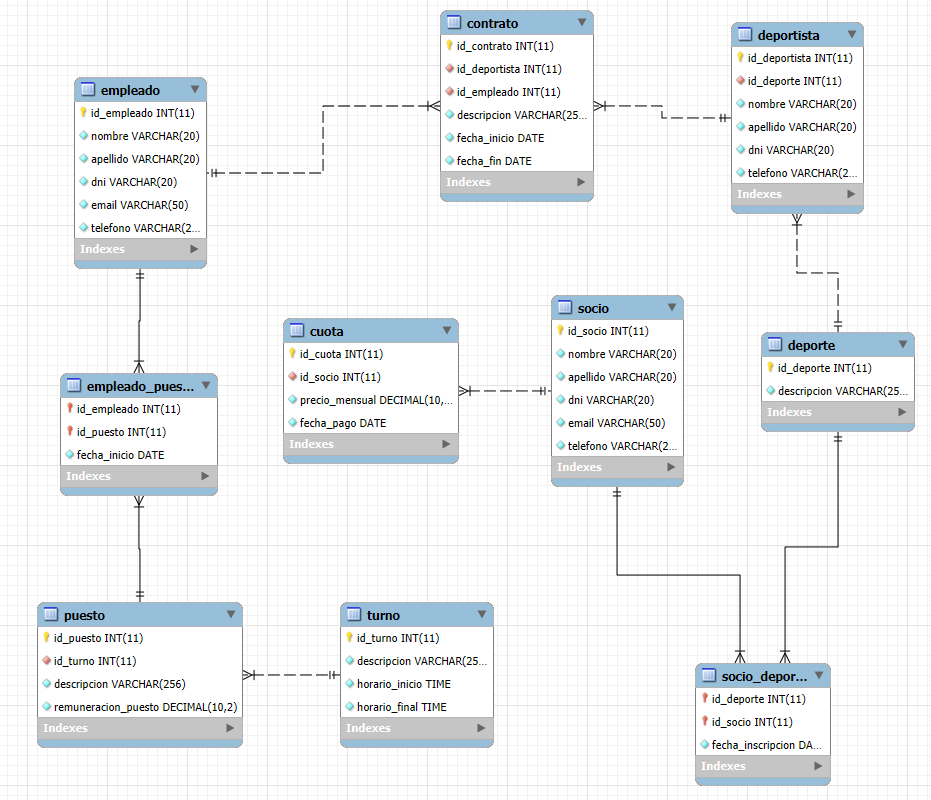 contrato
id_contrato INT(11)
id_deportista INT(11)
id_empleado INT(11)
descripcion VARCHAR(25...
fecha_inicio DATE
fecha_fin DATE
Indexes
deportista
id_deportista INT(11)
id_deporte INT(11)
nombre VARCHAR(20)
apellido VARCHAR(20)
dni VARCHAR(20)
telefono VARCHAR(2...
Indexes
empleado
id_empleado INT(11)
nombre VARCHAR(20)
apellido VARCHAR(20)
dni VARCHAR(20)
email VARCHAR(50)
telefono VARCHAR(2...
Indexes
cuota
id_cuota INT(11)
id_socio INT(11)
precio_mensual DECIMAL(10,...
fecha_pago DATE
Indexes
socio
id_socio INT(11)
nombre VARCHAR(20)
apellido VARCHAR(20)
dni VARCHAR(20)
email VARCHAR(50)
telefono VARCHAR(2...
Indexes
deporte
id_deporte INT(11)
descripcion VARCHAR(25...
Indexes
empleado_pues...
id_empleado INT(11)
id_puesto INT(11)
fecha_inicio DATE
Indexes
puesto
id_puesto INT(11)
id_turno INT(11)
descripcion VARCHAR(256)
remuneracion_puesto DECIMAL(10,2)
Indexes
turno
id_turno INT(11)
descripcion VARCHAR(25...
horario_inicio TIME
horario_final TIME
Indexes
socio_depor...
id_deporte INT(11)
id_socio INT(11)
fecha_inscripcion DA...
Indexes